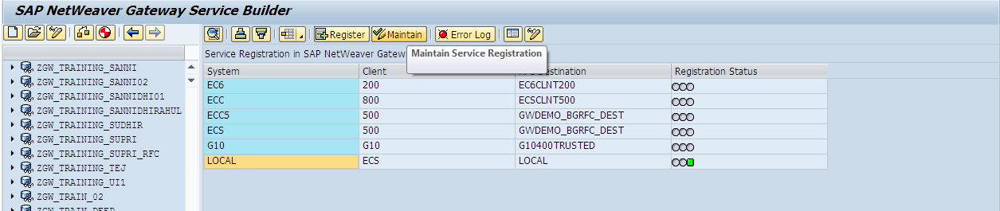 SAP NetWeaver Gateway Service Builder
Register Maintain Error Log
Service Registration in SAP NetWeaver Gatew
Maintain Service Registration
System Client Destination Registration Status
EC6 200 EC6CLNT200
ECC 800 ECSCLNT500
ECC5 500 GWDEMO_BGRFC_DEST
ECS 500 GWDEMO_BGRFC_DEST
G10 G10 G10400TRUSTED
LOCAL ECS LOCAL
ZGW_TRAINING_SANNI
ZGW_TRAINING_SANNI02
ZGW_TRAINING_SANNIDHI01
ZGW_TRAINING_SANNIDHIRAHUL
ZGW_TRAINING_SUDHIR
ZGW_TRAINING_SUPRI
ZGW_TRAINING_SUPRI_RFC
ZGW_TRAINING_TEJ
ZGW_TRAINING_UI1
ZGW_TRAIN_02